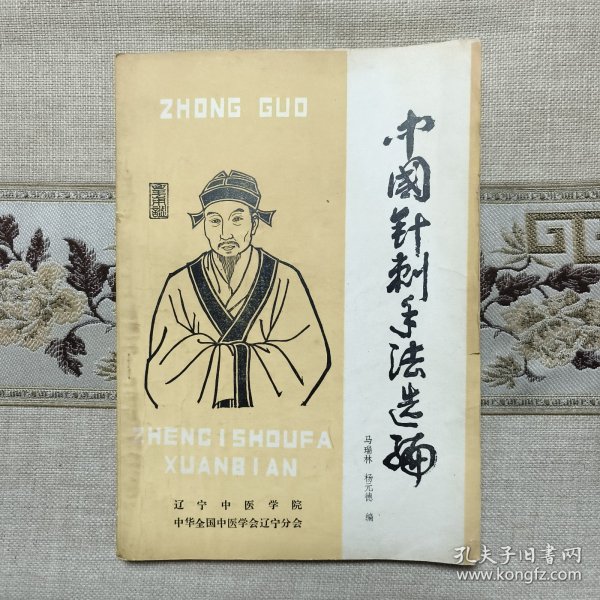 ZHONG GUO
中國针刺手法选编
马瑞林 杨元德 编
ZHENCISHOUFA
XUANBIAN
辽宁中医学院
中华全国中医学会辽宁分会
孔夫子旧书网
www.kongfz.com